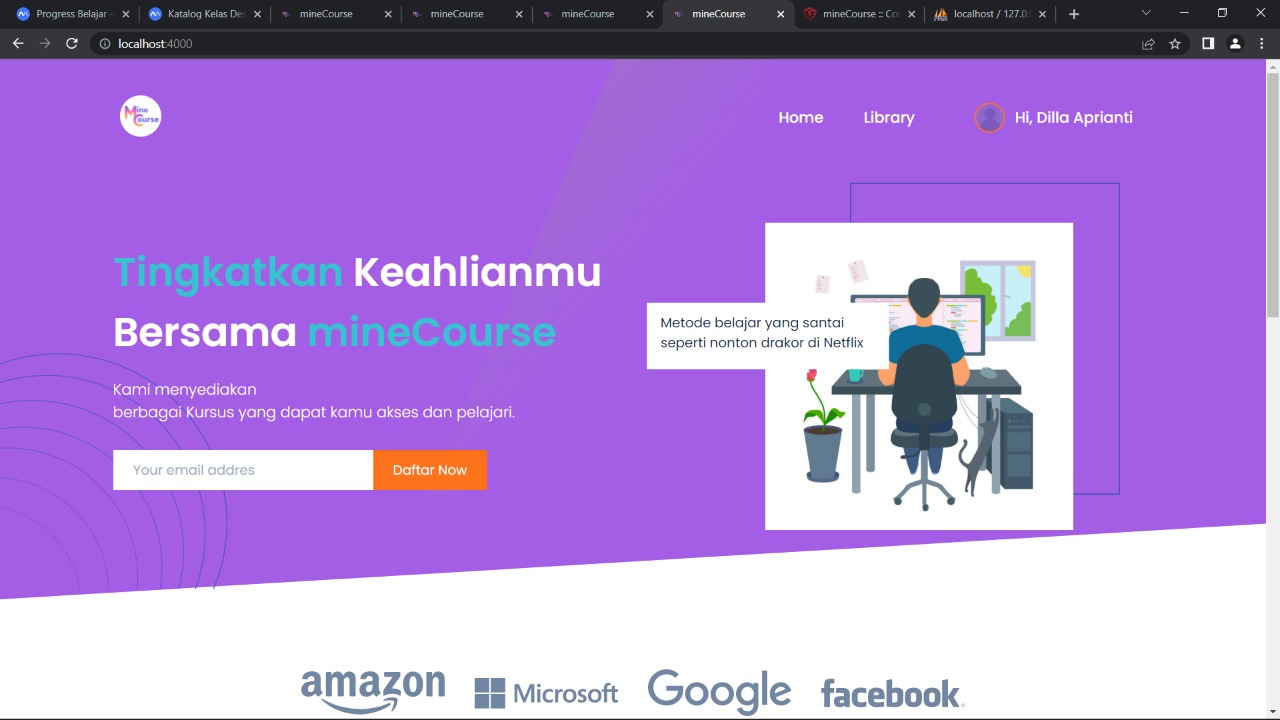 Progress Belajar –
Katalog Kelas Des
mineCourse
mineCourse
mineCourse
mineCourse
mineCourse :: Cou
localhost / 127.0.
localhost:4000
Mine
Course
Home
Library
Hi, Dilla Aprianti
Tingkatkan Keahlianmu
Bersama mineCourse
Kami menyediakan
berbagai Kursus yang dapat kamu akses dan pelajari.
Your email addres
Daftar Now
Metode belajar yang santai
seperti nonton drakor di Netflix
amazon
Microsoft
Google
facebook